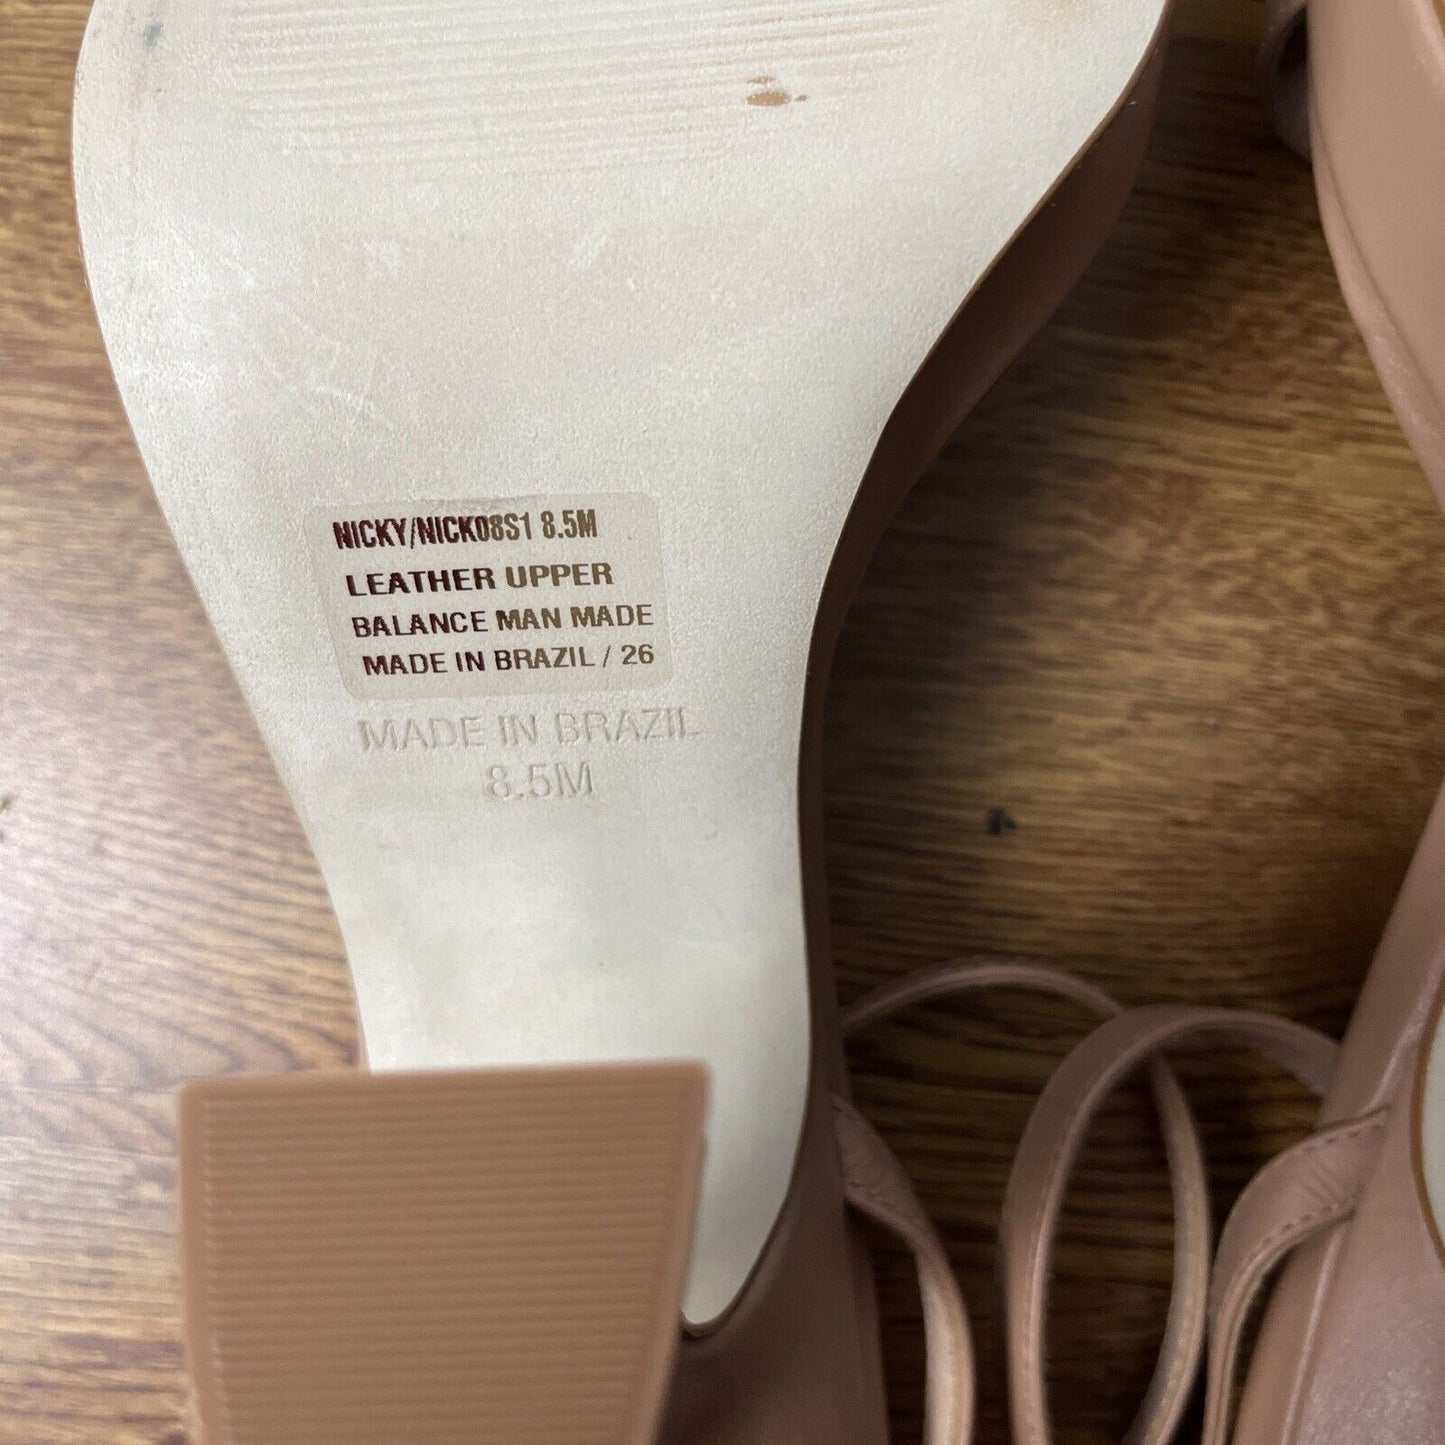 NICKY/NICK08S1 8.5M
LEATHER UPPER
BALANCE MAN MADE
MADE IN BRAZIL / 26
MADE IN BRAZIL
8.5M